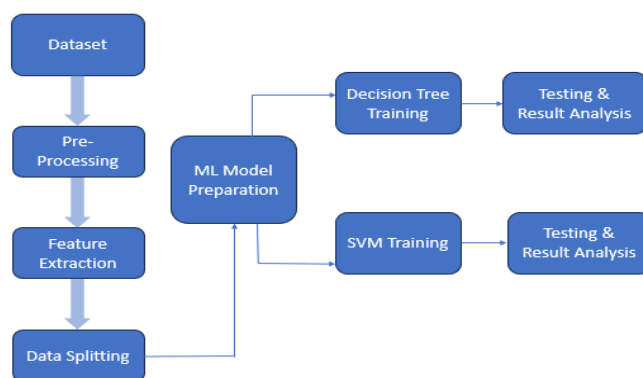 Dataset
Pre-
Processing
Feature
Extraction
Data Splitting
ML Model
Preparation
Decision Tree
Training
Testing &
Result Analysis
SVM Training
Testing &
Result Analysis